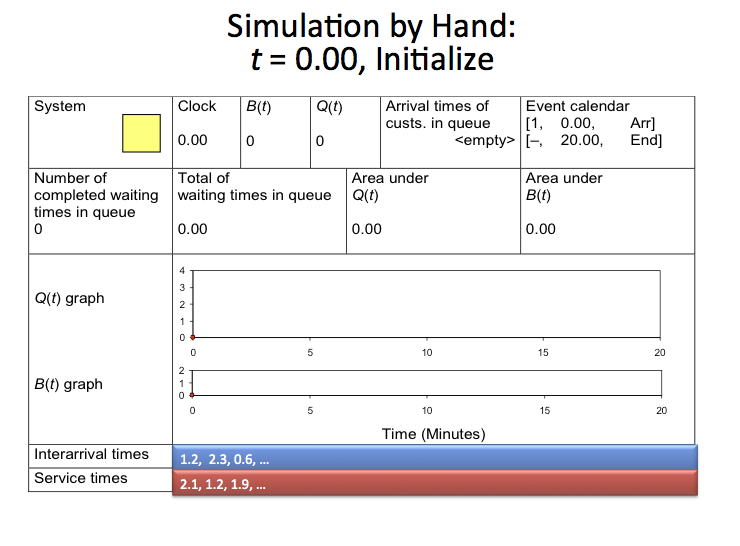 Simulation by Hand:
t = 0.00, Initialize
System
Clock
0.00
B(t)
0
Q(t)
0
Arrival times of
custs. in queue
<empty>
Event calendar
[1, 0.00, Arr]
[–, 20.00, End]
Number of
completed waiting
times in queue
0
Total of
waiting times in queue
0.00
Area under
Q(t)
0.00
Area under
B(t)
0.00
Q(t) graph
4
3
2
1
0
0 5 10 15 20
B(t) graph
2
1
0
0 5 10 15 20
Time (Minutes)
Interarrival times
1.2, 2.3, 0.6, ...
Service times
2.1, 1.2, 1.9, ...